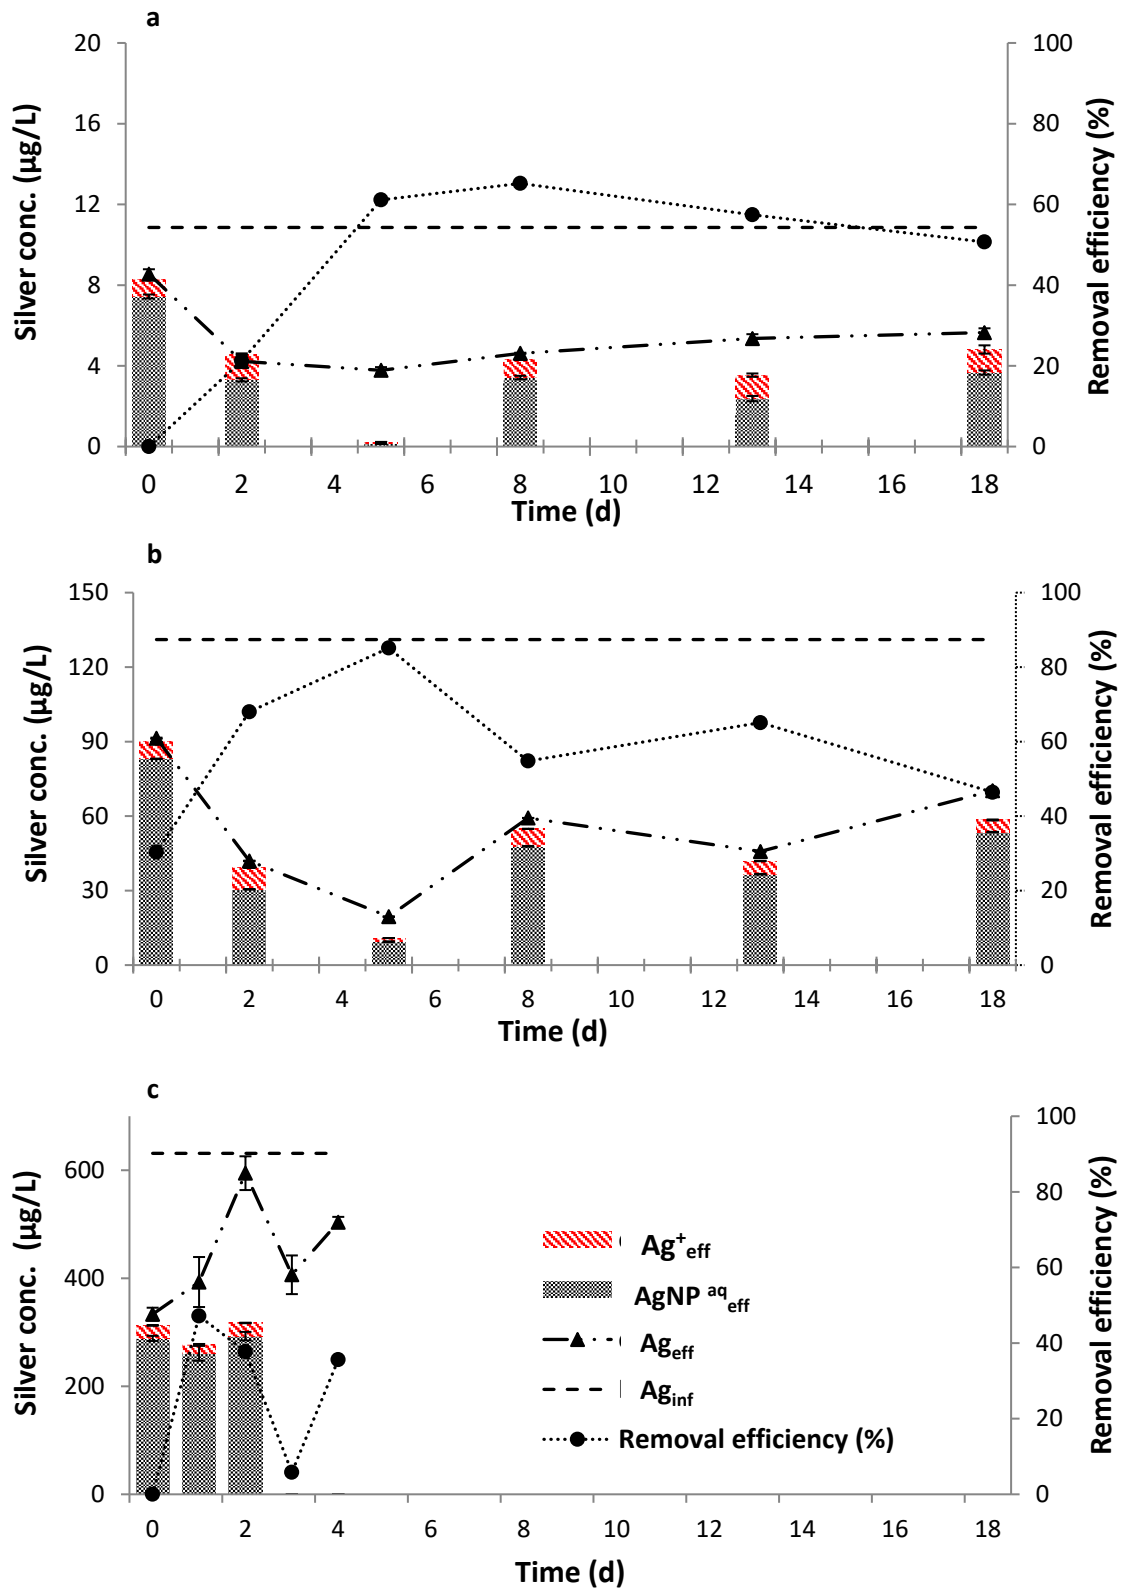 a
20
16
12
8
4
0
100
80
60
40
20
0
Silver conc. (µg/L)
Removal efficiency (%)
0 2 4 6 8 10 12 14 16 18
Time (d)
b
150
120
90
60
30
0
100
80
60
40
20
0
Silver conc. (µg/L)
Removal efficiency (%)
0 2 4 6 8 10 12 14 16 18
Time (d)
c
600
400
200
0
100
80
60
40
20
0
Silver conc. (µg/L)
Removal efficiency (%)
Ag⁺eff
AgNP aq eff
Ageff
Aginf
Removal efficiency (%)
0 2 4 6 8 10 12 14 16 18
Time (d)